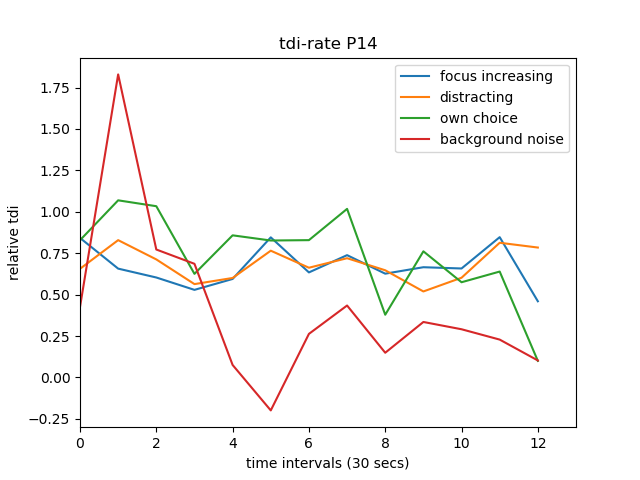 tdi-rate P14
focus increasing
distracting
own choice
background noise
relative tdi
1.75
1.50
1.25
1.00
0.75
0.50
0.25
0.00
−0.25
0 2 4 6 8 10 12
time intervals (30 secs)